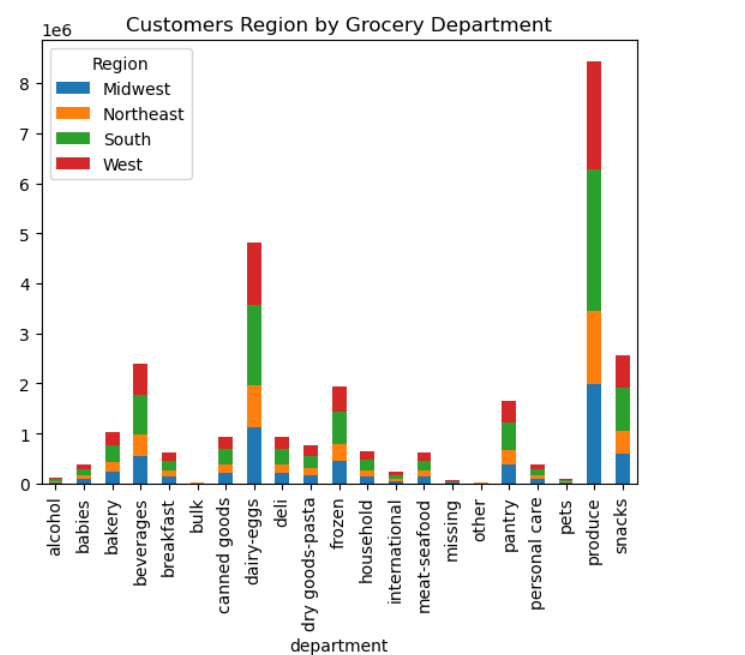 Customers Region by Grocery Department
1e6
Region
Midwest
Northeast
South
West
8
7
6
5
4
3
2
1
0
alcohol
babies
bakery
beverages
breakfast
bulk
canned goods
dairy-eggs
deli
dry goods-pasta
frozen
household
international
meat-seafood
missing
other
pantry
personal care
pets
produce
snacks
department